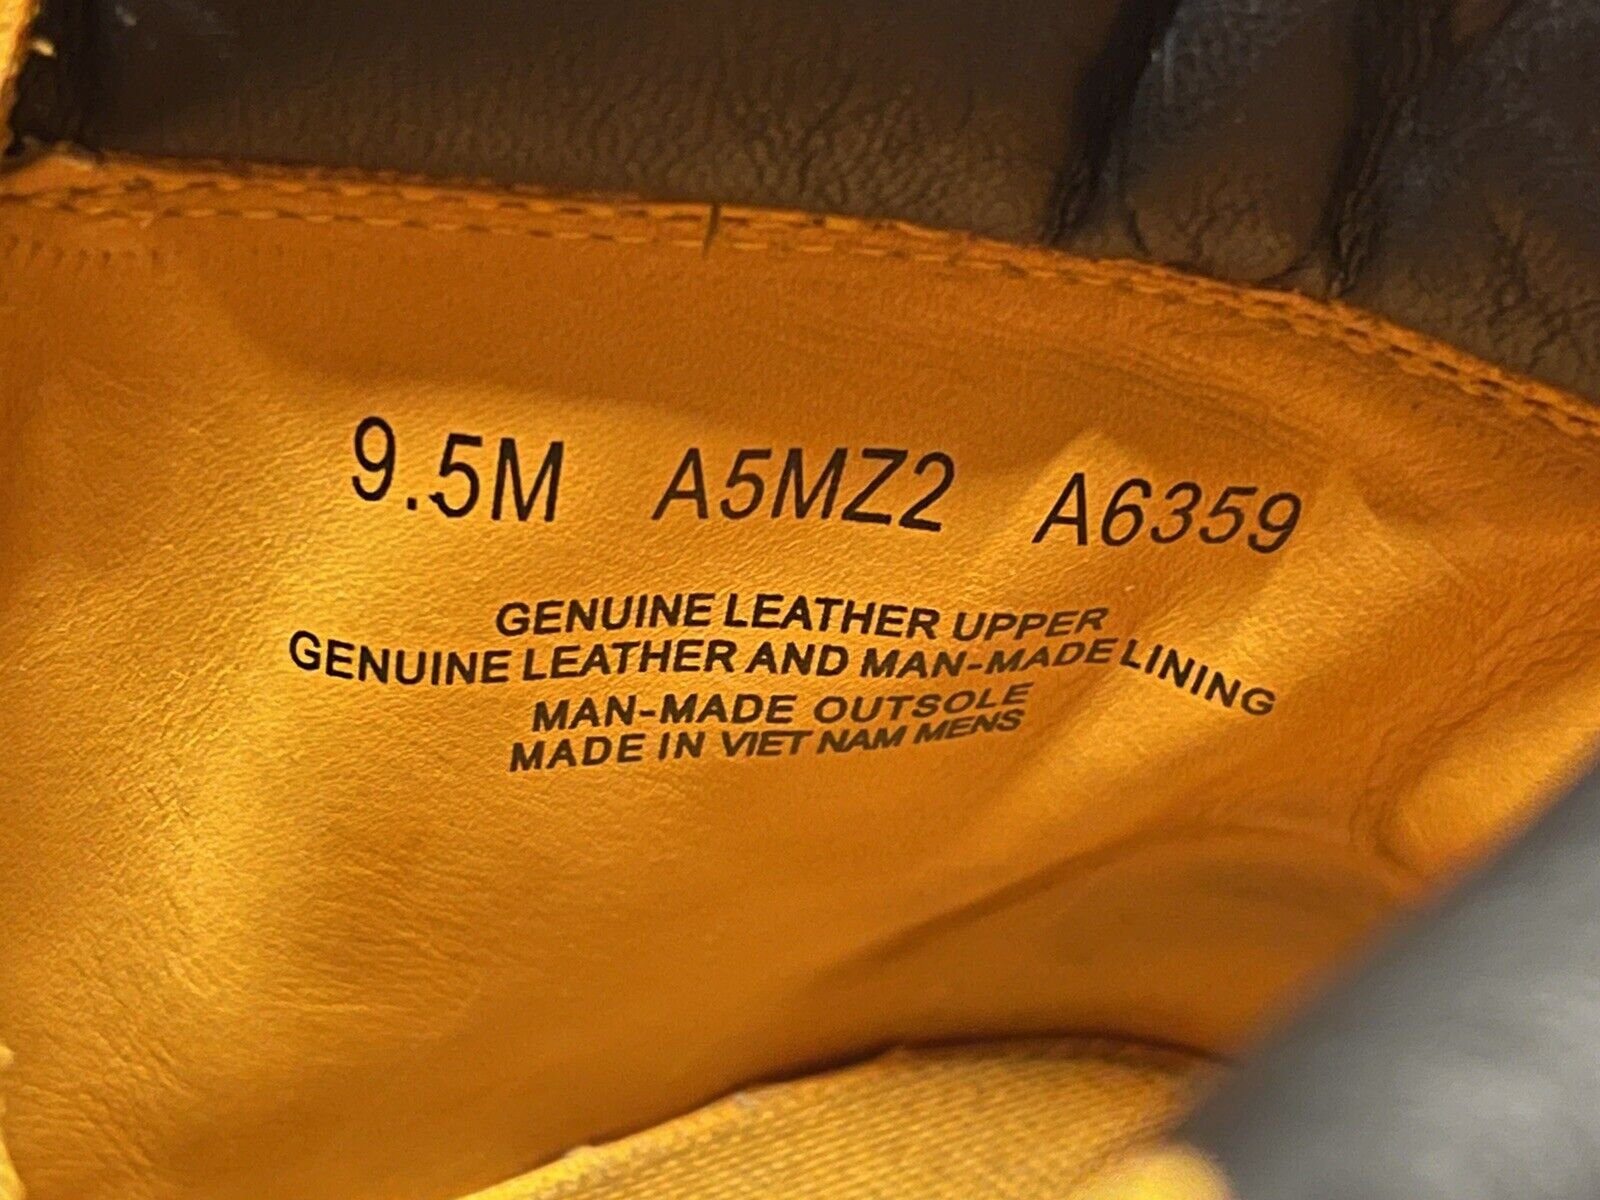 9.5M A5MZ2 A6359
GENUINE LEATHER UPPER
GENUINE LEATHER AND MAN-MADE LINING
MAN-MADE OUTSOLE
MADE IN VIET NAM MENS